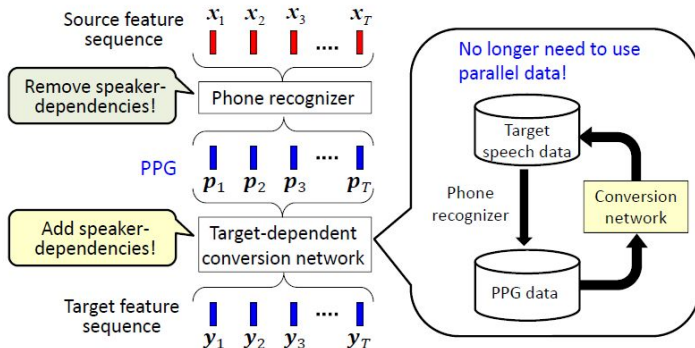 Source feature
sequence
x1 x2 x3 .... xT
Remove speaker-
dependencies!
Phone recognizer
PPG
p1 p2 p3 .... pT
Add speaker-
dependencies!
Target-dependent
conversion network
Target feature
sequence
y1 y2 y3 .... yT
No longer need to use
parallel data!
Target
speech data
Phone
recognizer
Conversion
network
PPG data